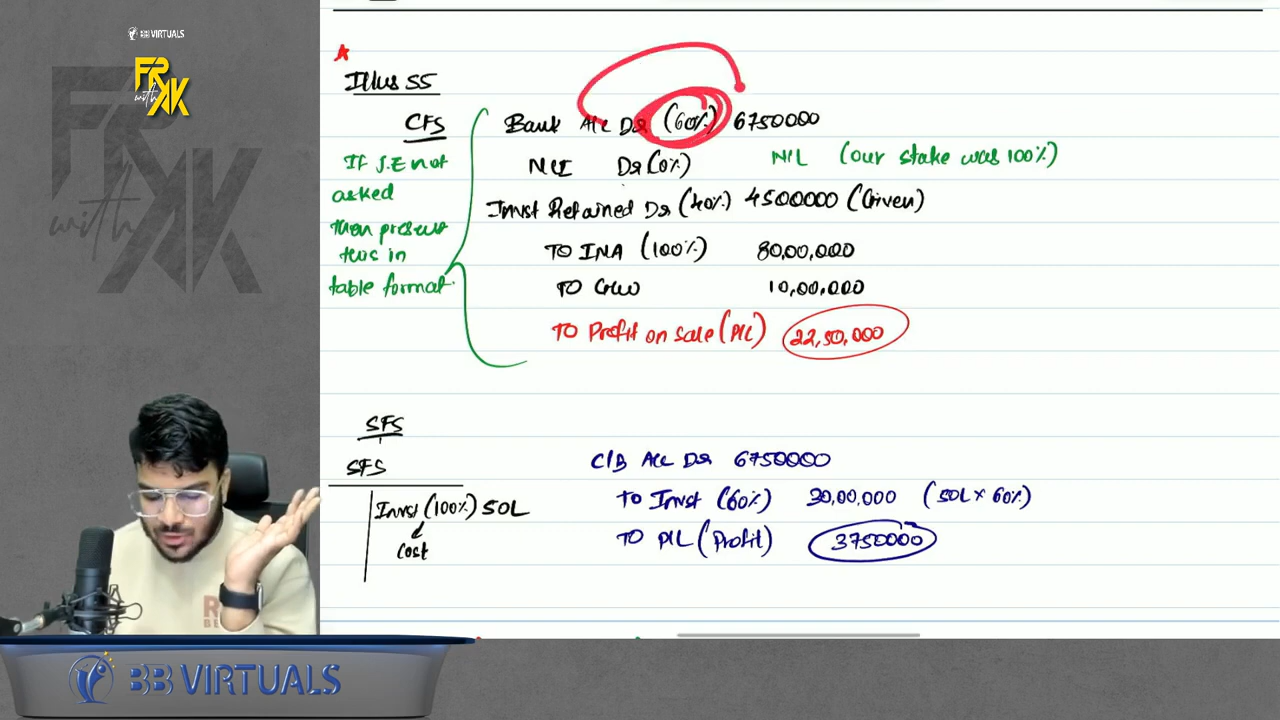 BB VIRTUALS
FR
with
AK
Illus 55
CFS
If J.E not
asked
then present
this in
table format.
Bank A/c Dr (60%) 6750000
NCI Dr (0%) NIL (our stake was 100%)
Invst Retained Dr (40%) 4500000 (Given)
TO INA (100%) 80,00,000
TO G/W 10,00,000
TO Profit on sale (P/L) 22,50,000
SFS
SFS
Invst (100%) 50L
Cost
C/B A/c Dr 6750000
TO Invst (60%) 30,00,000 (50L x 60%)
TO P/L (Profit) 3750000
BB VIRTUALS